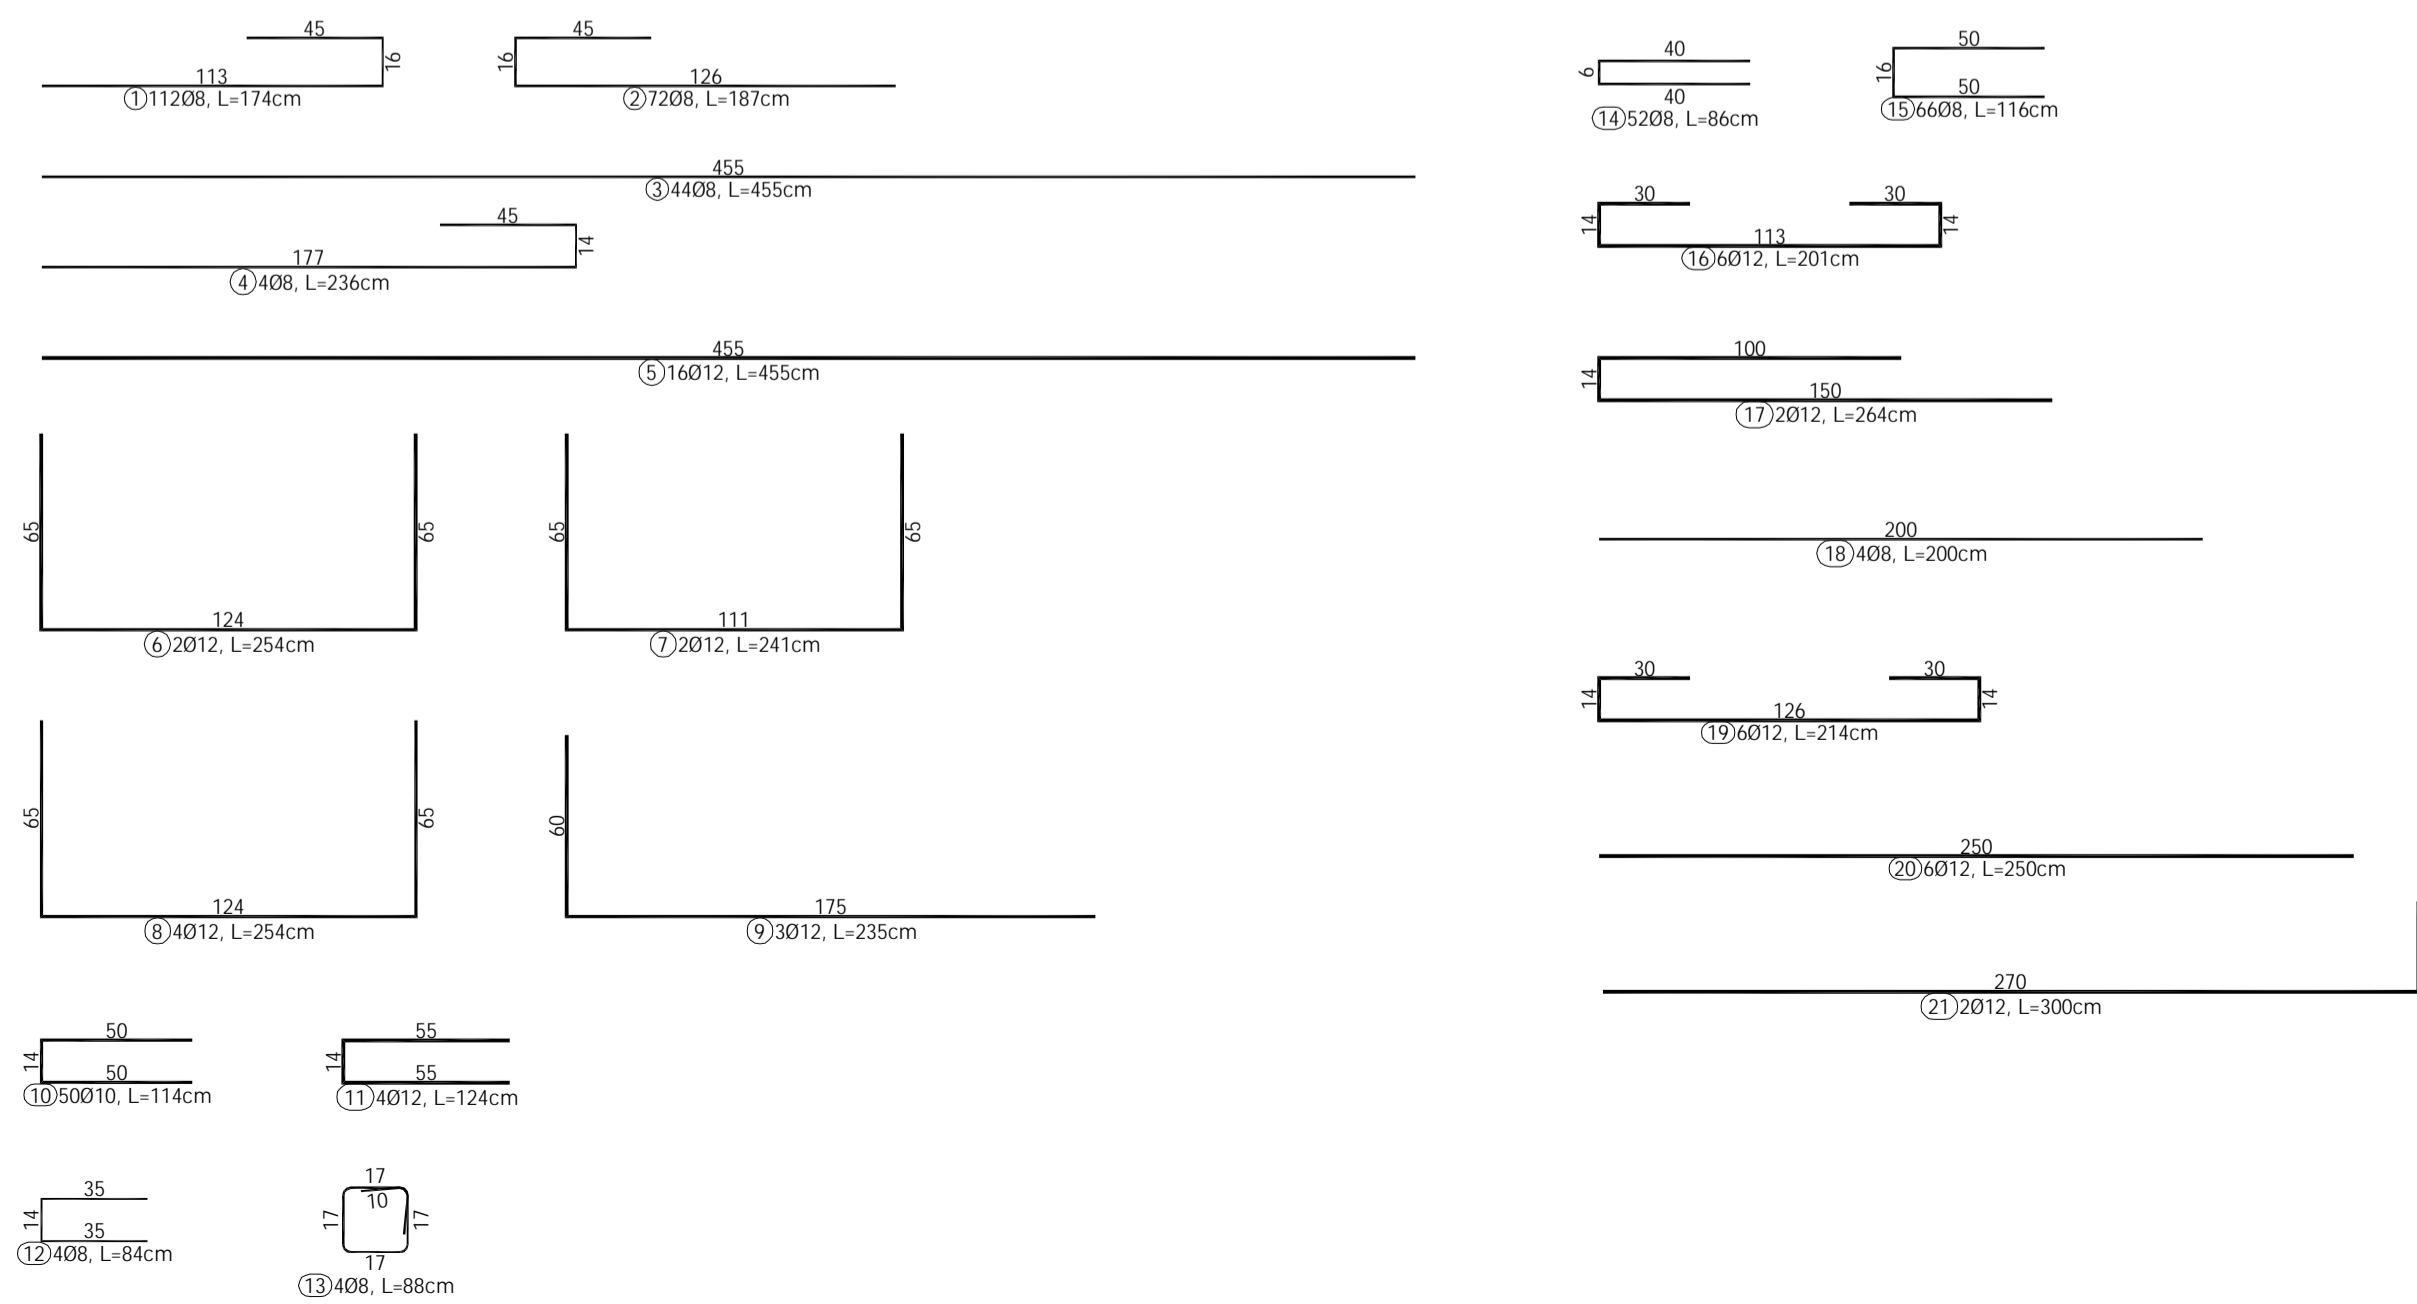 45
16
113
①112Ø8, L=174cm
45
16
126
②72Ø8, L=187cm
455
③44Ø8, L=455cm
45
14
177
④4Ø8, L=236cm
455
⑤16Ø12, L=455cm
65
65
124
⑥2Ø12, L=254cm
65
65
111
⑦2Ø12, L=241cm
65
65
124
⑧4Ø12, L=254cm
60
175
⑨3Ø12, L=235cm
50
14
50
⑩50Ø10, L=114cm
55
14
55
⑪4Ø12, L=124cm
35
14
35
⑫4Ø8, L=84cm
17
10
17
17
17
⑬4Ø8, L=88cm
40
6
40
⑭52Ø8, L=86cm
50
16
50
⑮66Ø8, L=116cm
30
30
14
14
113
⑯6Ø12, L=201cm
100
14
150
⑰2Ø12, L=264cm
200
⑱4Ø8, L=200cm
30
30
14
14
126
⑲6Ø12, L=214cm
250
⑳6Ø12, L=250cm
270
㉑2Ø12, L=300cm